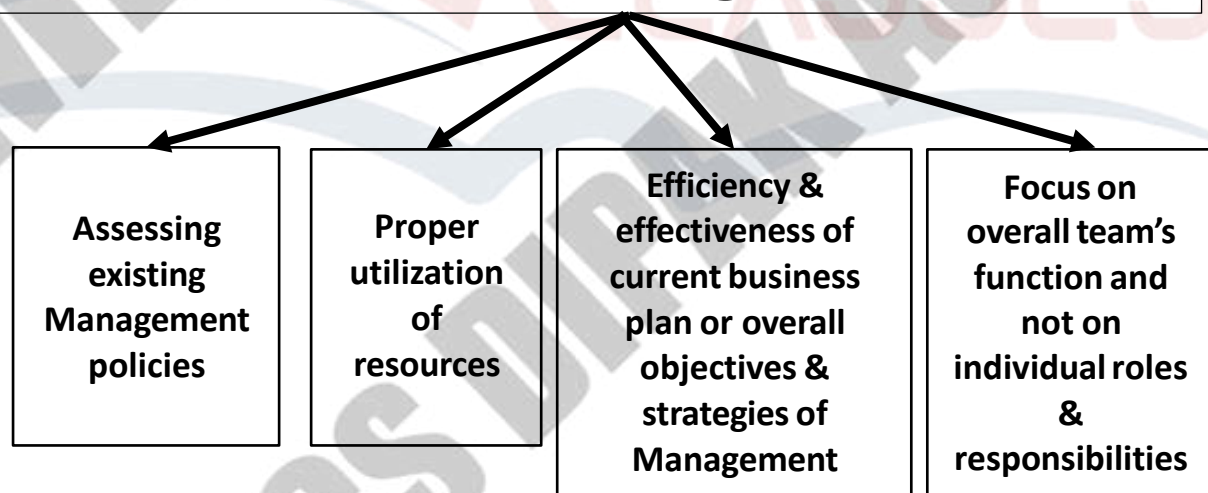 Assessing
existing
Management
policies
Proper
utilization
of
resources
Efficiency &
effectiveness of
current business
plan or overall
objectives &
strategies of
Management
Focus on
overall team's
function and
not on
individual roles
&
responsibilities